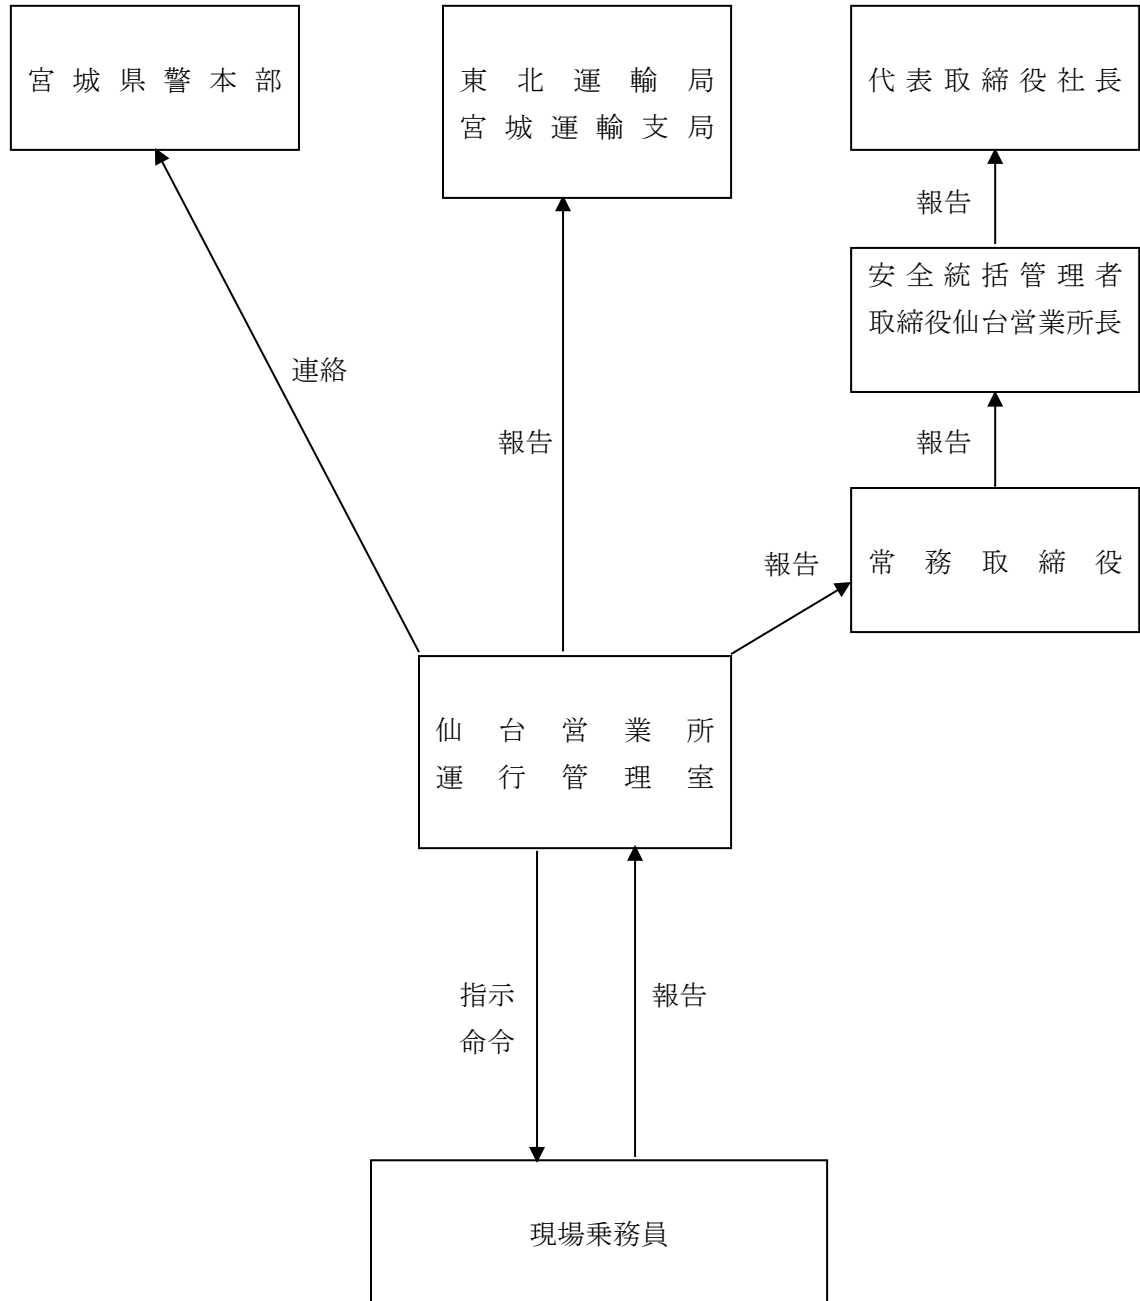 宮城県警本部
東北運輸局
宮城運輸支局
代表取締役社長
報告
安全統括管理者
取締役仙台営業所長
連絡
報告
報告
報告
常務取締役
仙台営業所
運行管理室
指示
命令
報告
現場乗務員